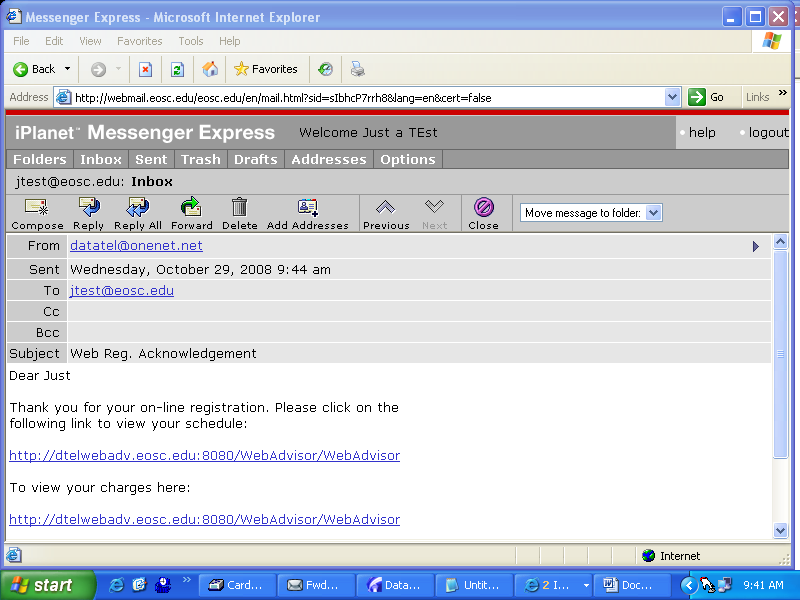 Messenger Express - Microsoft Internet Explorer
File Edit View Favorites Tools Help
Back Favorites
Address http://webmail.eosc.edu/eosc.edu/en/mail.html?sid=sIbhcP7rrh8&lang=en&cert=false Go Links »
iPlanet™ Messenger Express Welcome Just a TEst help logout
Folders Inbox Sent Trash Drafts Addresses Options
jtest@eosc.edu: Inbox
Compose Reply Reply All Forward Delete Add Addresses Previous Next Close Move message to folder:
From datatel@onenet.net
Sent Wednesday, October 29, 2008 9:44 am
To jtest@eosc.edu
Cc
Bcc
Subject Web Reg. Acknowledgement
Dear Just
Thank you for your on-line registration. Please click on the
following link to view your schedule:
http://dtelwebadv.eosc.edu:8080/WebAdvisor/WebAdvisor
To view your charges here:
http://dtelwebadv.eosc.edu:8080/WebAdvisor/WebAdvisor
Internet
start » Card... Fwd... Data... Untit... 2 I... Doc... 9:41 AM